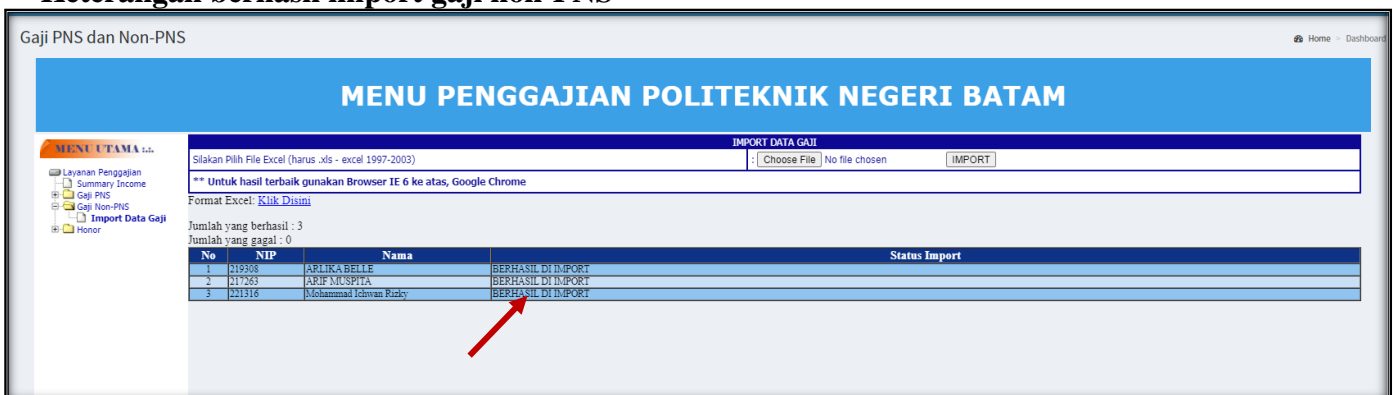 Keterangan berhasil import gaji non PNS
Gaji PNS dan Non-PNS
Home > Dashboard
MENU PENGGAJIAN POLITEKNIK NEGERI BATAM
MENU UTAMA :.:.
Layanan Penggajian
Summary Income
Gaji PNS
Gaji Non-PNS
Import Data Gaji
Honor
IMPORT DATA GAJI
Silakan Pilih File Excel (harus .xls - excel 1997-2003) : Choose File No file chosen IMPORT
** Untuk hasil terbaik gunakan Browser IE 6 ke atas, Google Chrome
Format Excel: Klik Disini
Jumlah yang berhasil : 3
Jumlah yang gagal : 0
No NIP Nama Status Import
1 219308 ARLIKA BELLE BERHASIL DI IMPORT
2 217263 ARIF MUSPITA BERHASIL DI IMPORT
3 221316 Mohammad Ichwan Rizky BERHASIL DI IMPORT